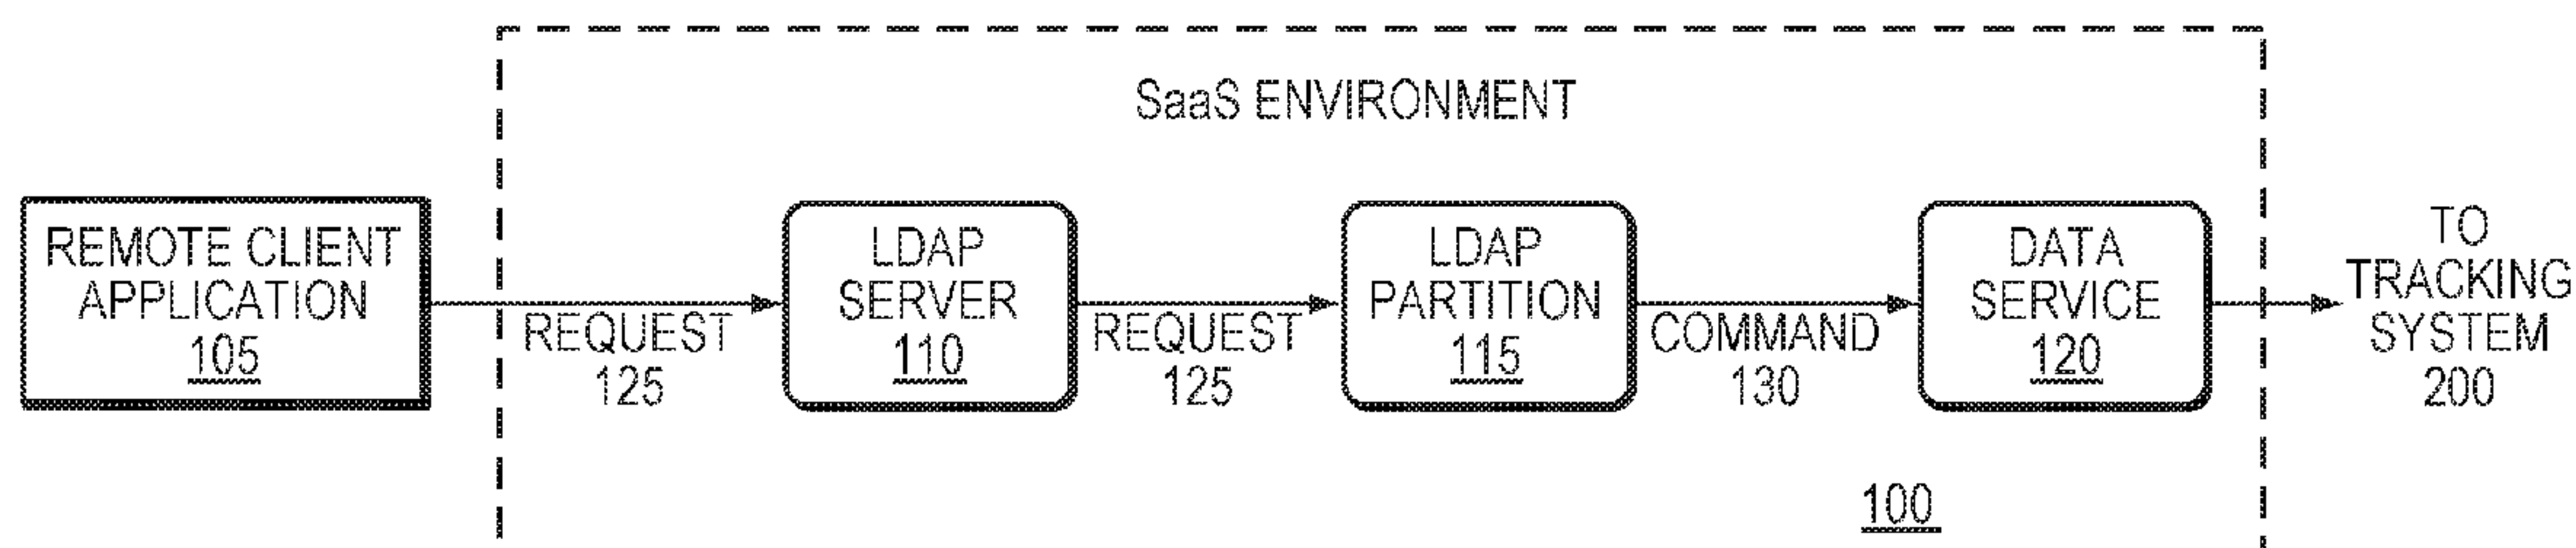 SaaS ENVIRONMENT
REMOTE CLIENT
APPLICATION
105
REQUEST
125
LDAP
SERVER
110
REQUEST
125
LDAP
PARTITION
115
COMMAND
130
DATA
SERVICE
120
TO
TRACKING
SYSTEM
200
100